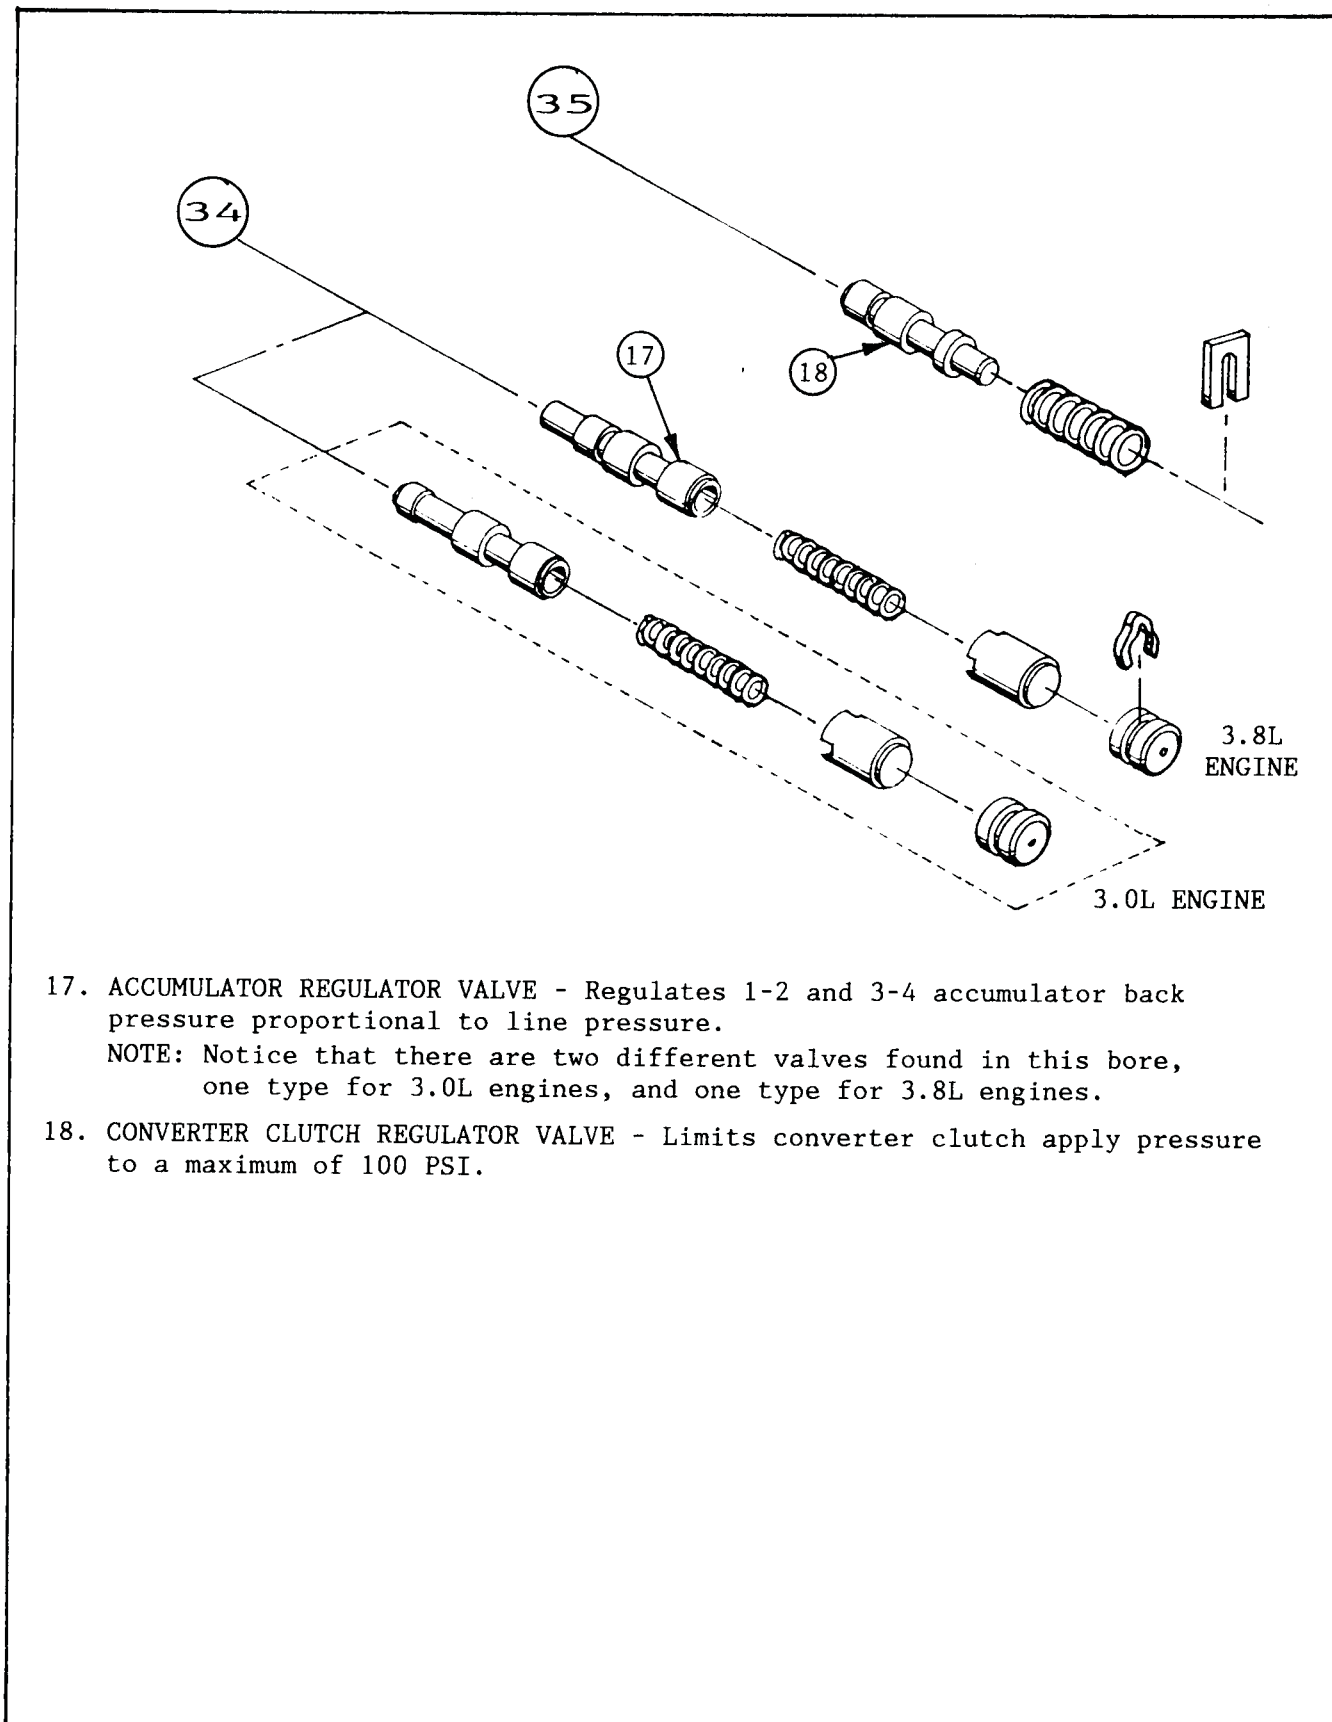 35
34
17
18
3.8L
ENGINE
3.0L ENGINE
17. ACCUMULATOR REGULATOR VALVE - Regulates 1-2 and 3-4 accumulator back
pressure proportional to line pressure.
NOTE: Notice that there are two different valves found in this bore,
one type for 3.0L engines, and one type for 3.8L engines.
18. CONVERTER CLUTCH REGULATOR VALVE - Limits converter clutch apply pressure
to a maximum of 100 PSI.